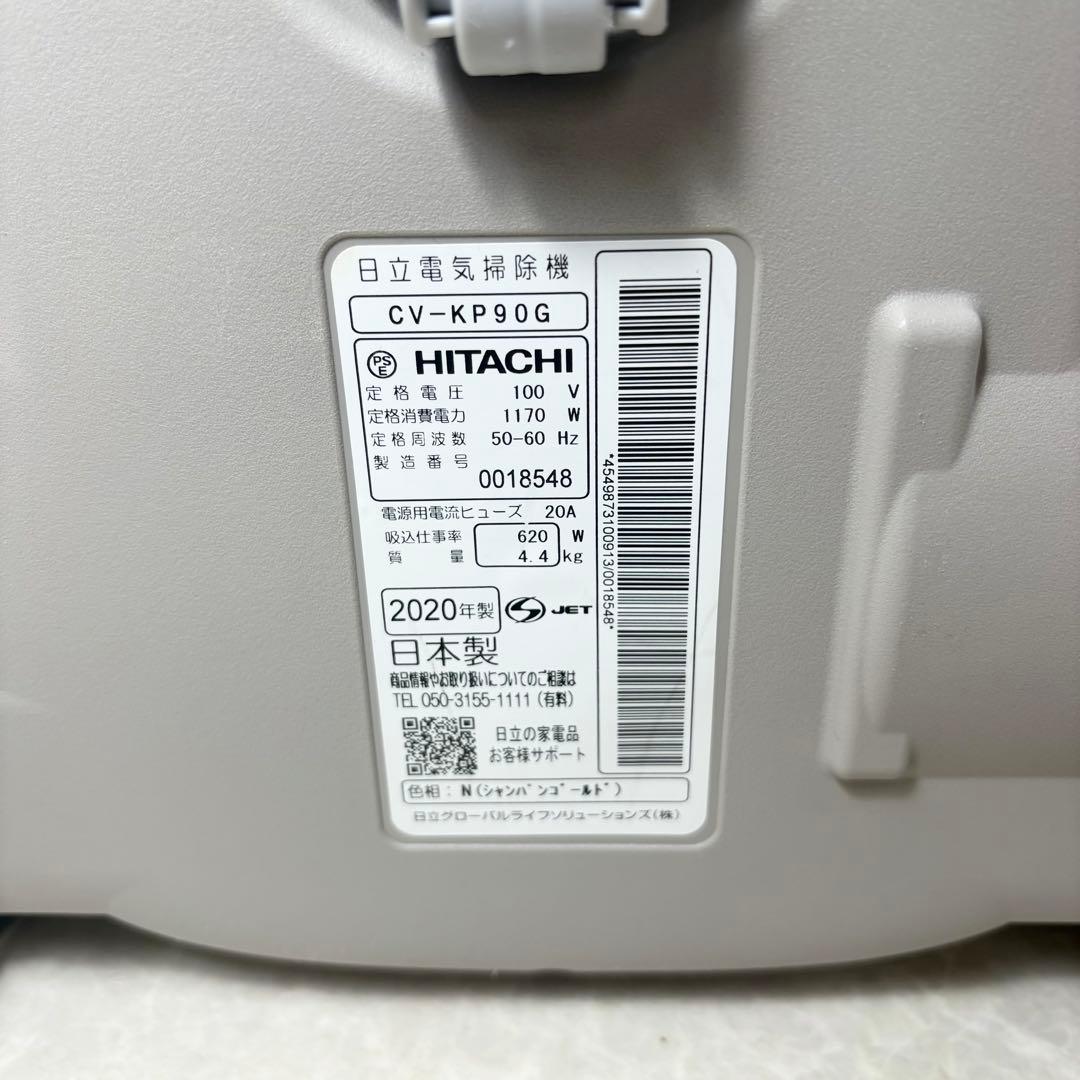 日立電気掃除機
CV-KP90G
PSE HITACHI
定格電圧 100 V
定格消費電力 1170 W
定格周波数 50-60 Hz
製造番号
0018548
電源用電流ヒューズ 20A
吸込仕事率 620 W
質量 4.4 kg
2020年製 S JET
日本製
商品情報やお取り扱いについてのご相談は
TEL 050-3155-1111 (有料)
日立の家電品
お客様サポート
色相: N(シャンパンゴールド)
日立グローバルライフソリューションズ(株)
*4549873100913/0018548*